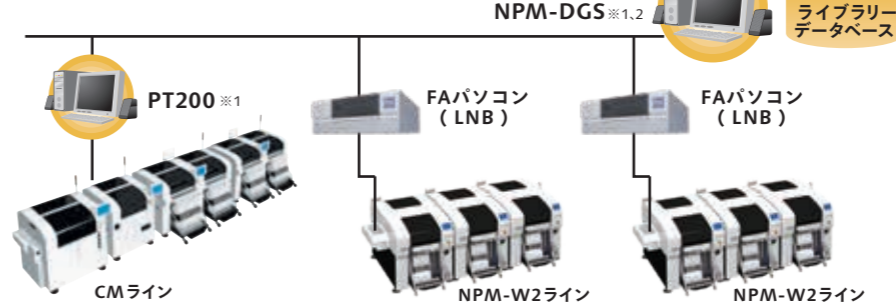 NPM-DGS※1、2
ライブラリー
データベース
PT200 ※1
FAパソコン
( LNB )
FAパソコン
( LNB )
CMライン
NPM-W2ライン
NPM-W2ライン